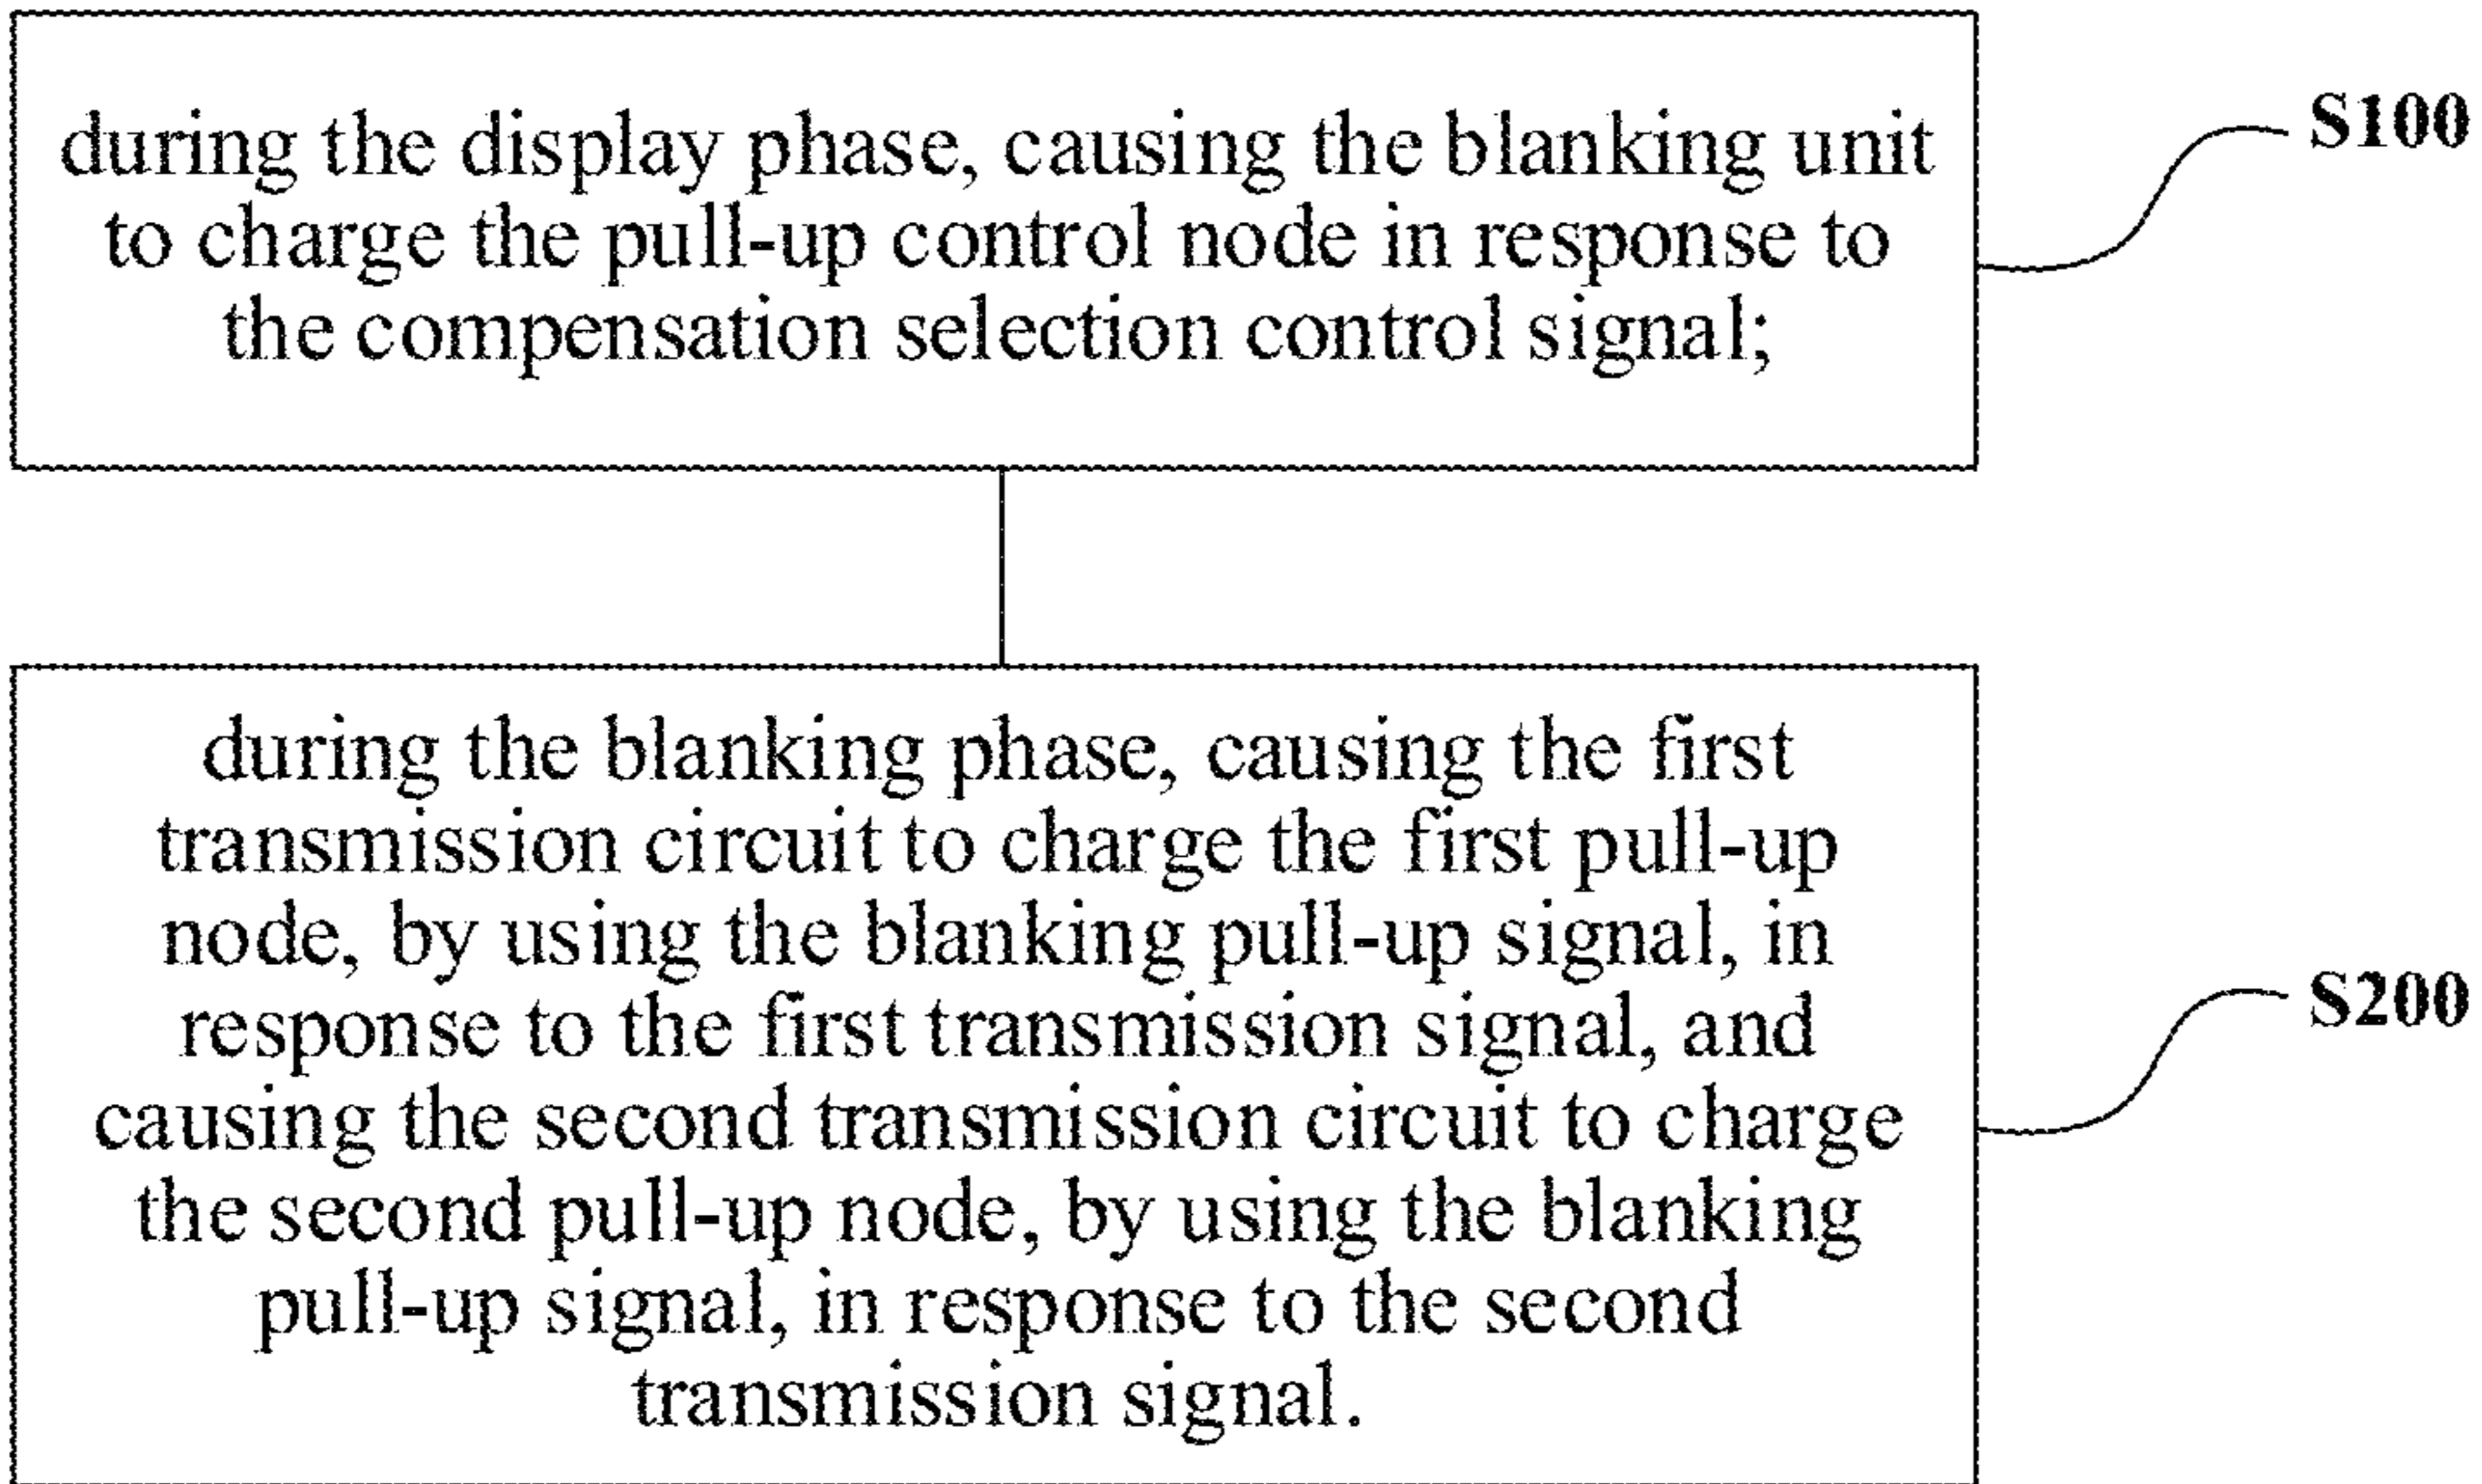 during the display phase, causing the blanking unit
to charge the pull-up control node in response to
the compensation selection control signal;
S100
during the blanking phase, causing the first
transmission circuit to charge the first pull-up
node, by using the blanking pull-up signal, in
response to the first transmission signal, and
causing the second transmission circuit to charge
the second pull-up node, by using the blanking
pull-up signal, in response to the second
transmission signal.
S200